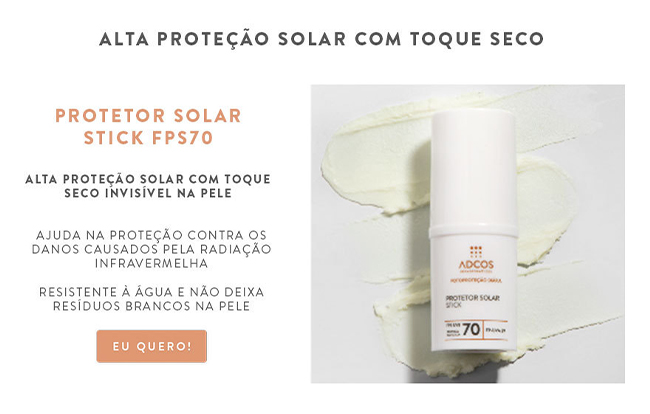 ALTA PROTEÇÃO SOLAR COM TOQUE SECO
PROTETOR SOLAR
STICK FPS70
ALTA PROTEÇÃO SOLAR COM TOQUE
SECO INVISÍVEL NA PELE
AJUDA NA PROTEÇÃO CONTRA OS
DANOS CAUSADOS PELA RADIAÇÃO
INFRAVERMELHA
RESISTENTE À ÁGUA E NÃO DEIXA
RESÍDUOS BRANCOS NA PELE
EU QUERO!
ADCOS
PROTETOR SOLAR
STICK
70